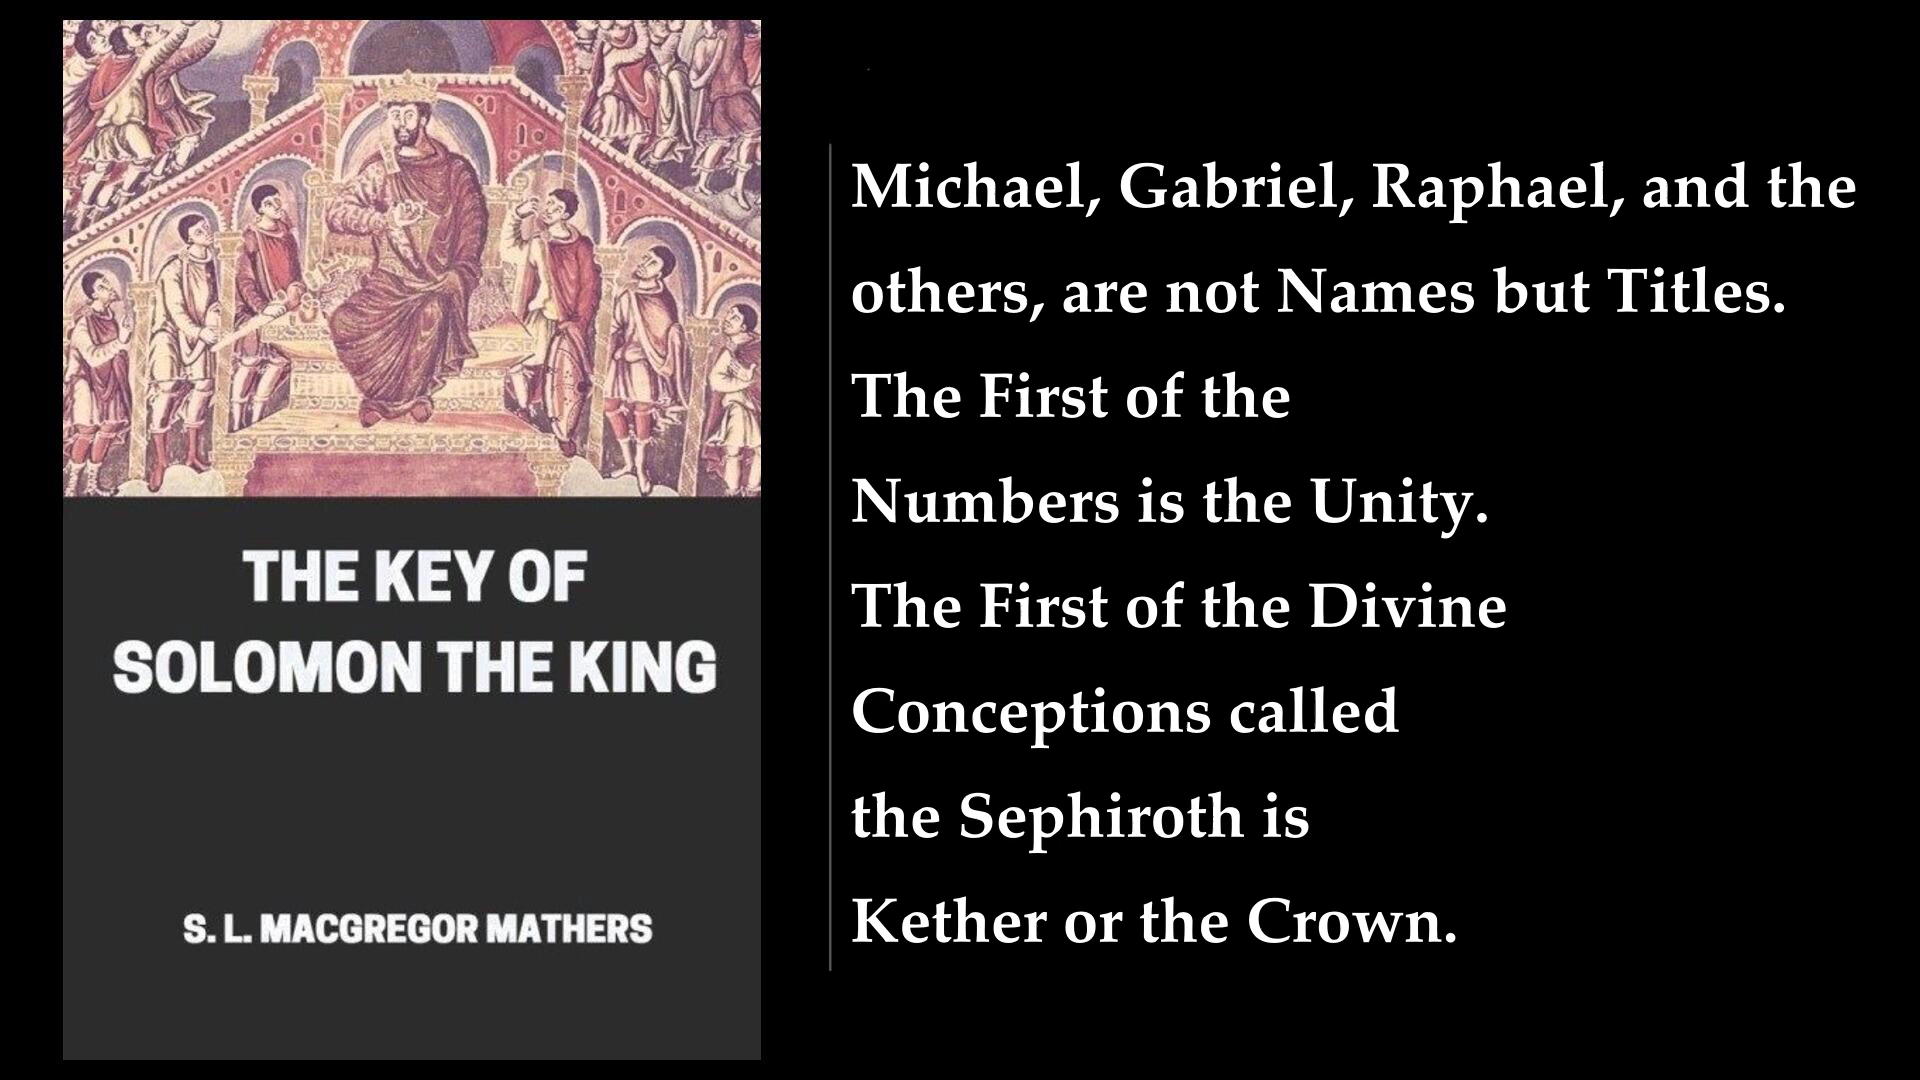 THE KEY OF
SOLOMON THE KING
S. L. MACGREGOR MATHERS
Michael, Gabriel, Raphael, and the
others, are not Names but Titles.
The First of the
Numbers is the Unity.
The First of the Divine
Conceptions called
the Sephiroth is
Kether or the Crown.